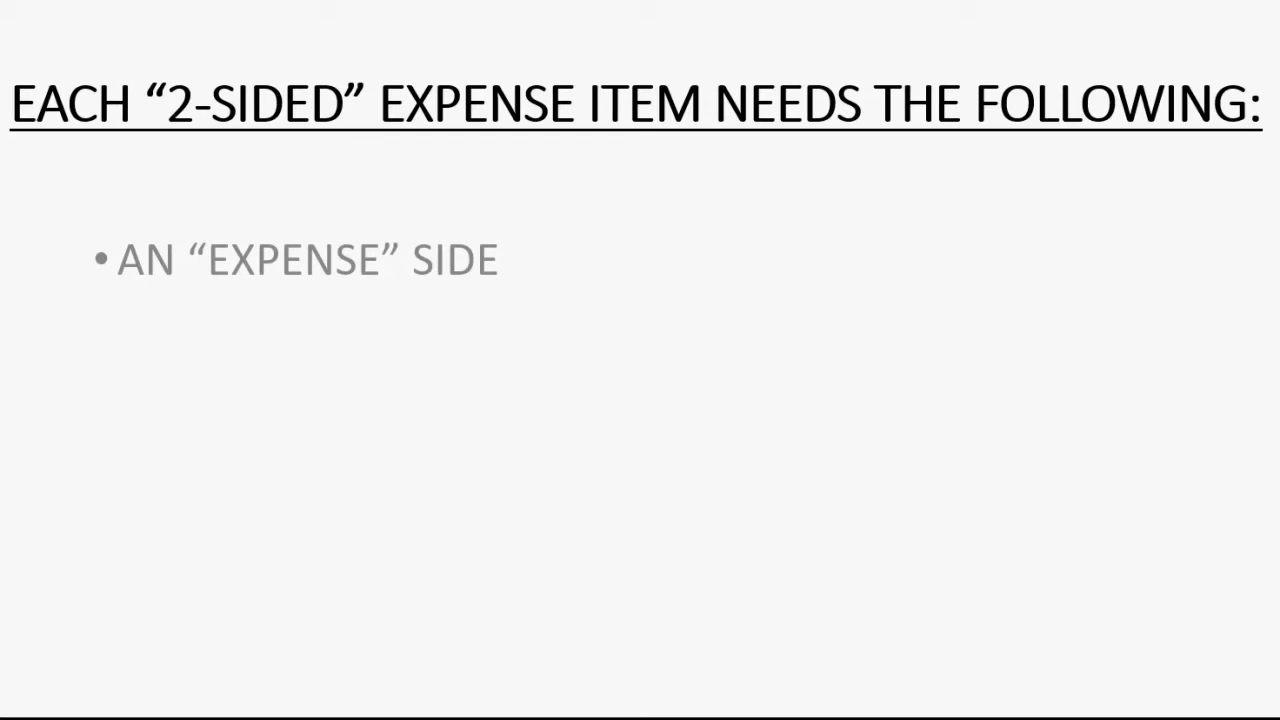 EACH “2-SIDED” EXPENSE ITEM NEEDS THE FOLLOWING:
• AN “EXPENSE” SIDE